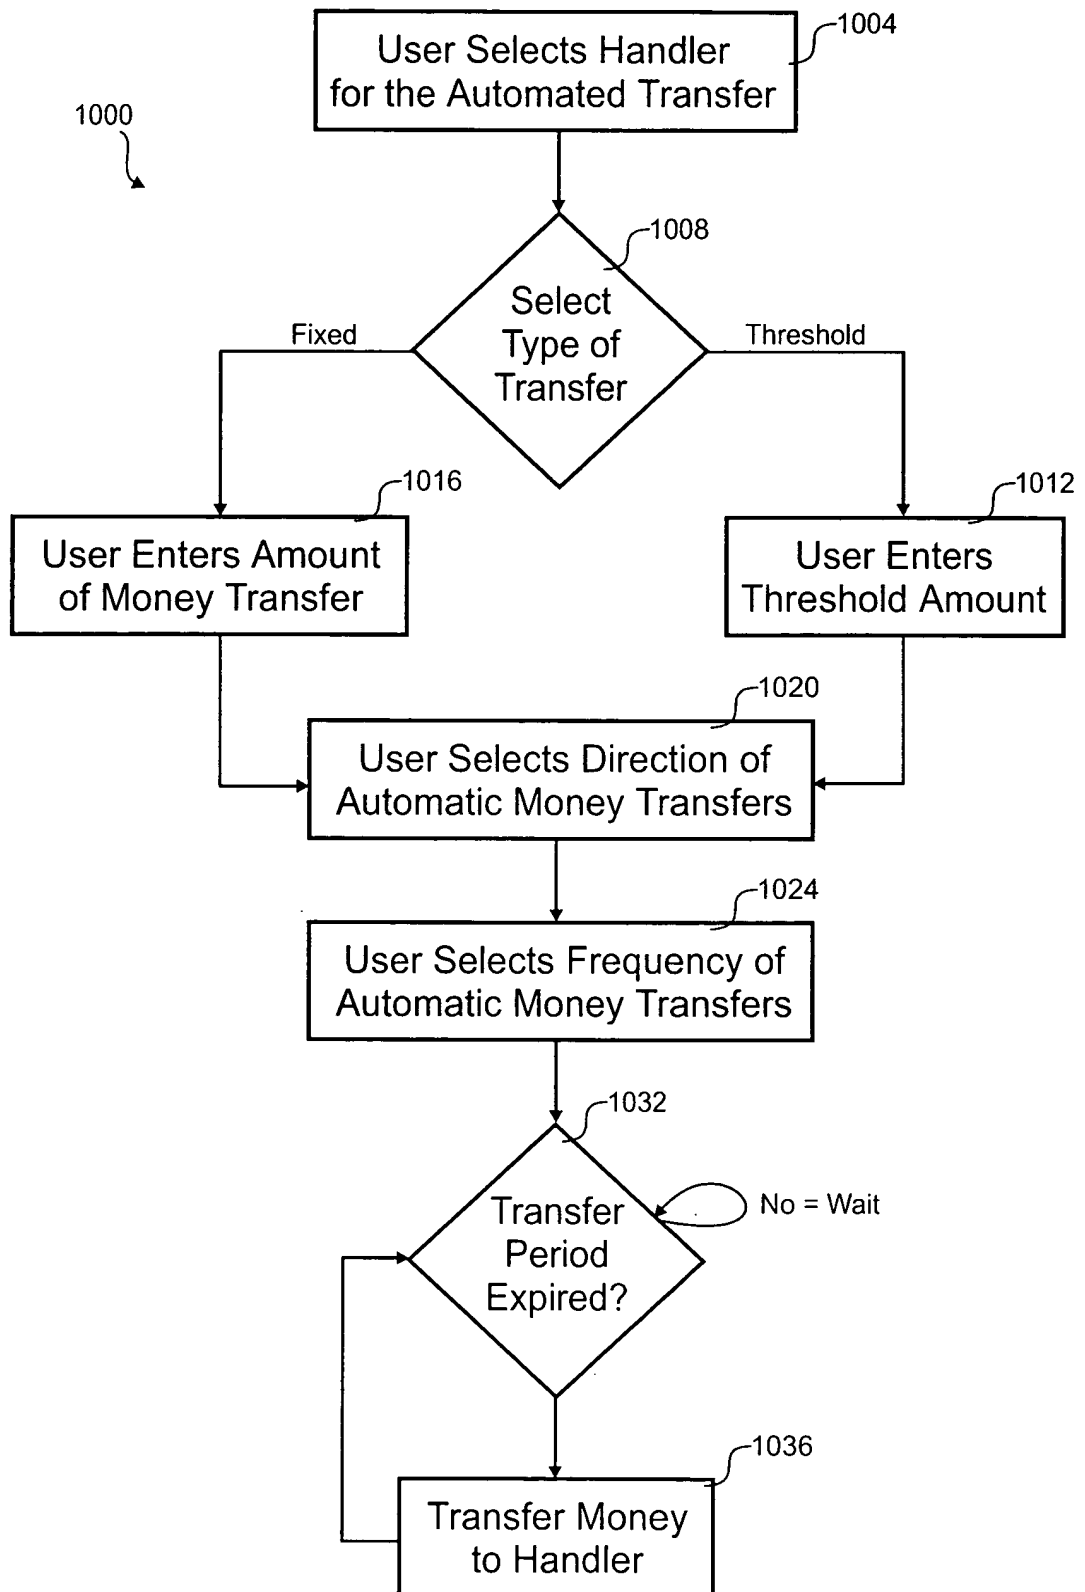 1004
User Selects Handler
for the Automated Transfer
1000
1008
Select
Type of
Transfer
Fixed
Threshold
1016
User Enters Amount
of Money Transfer
1012
User Enters
Threshold Amount
1020
User Selects Direction of
Automatic Money Transfers
1024
User Selects Frequency of
Automatic Money Transfers
1032
Transfer
Period
Expired?
No = Wait
1036
Transfer Money
to Handler